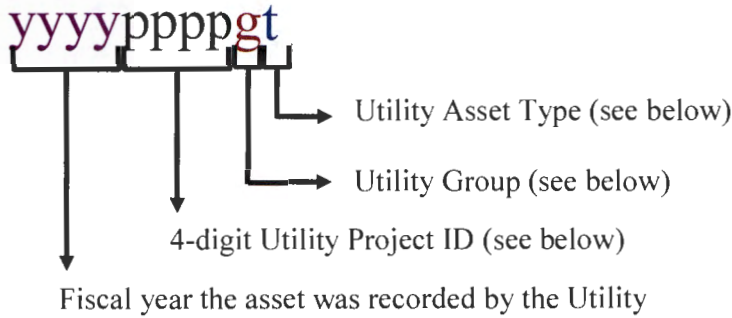 yyyyppppgt
Utility Asset Type (see below)
Utility Group (see below)
4-digit Utility Project ID (see below)
Fiscal year the asset was recorded by the Utility